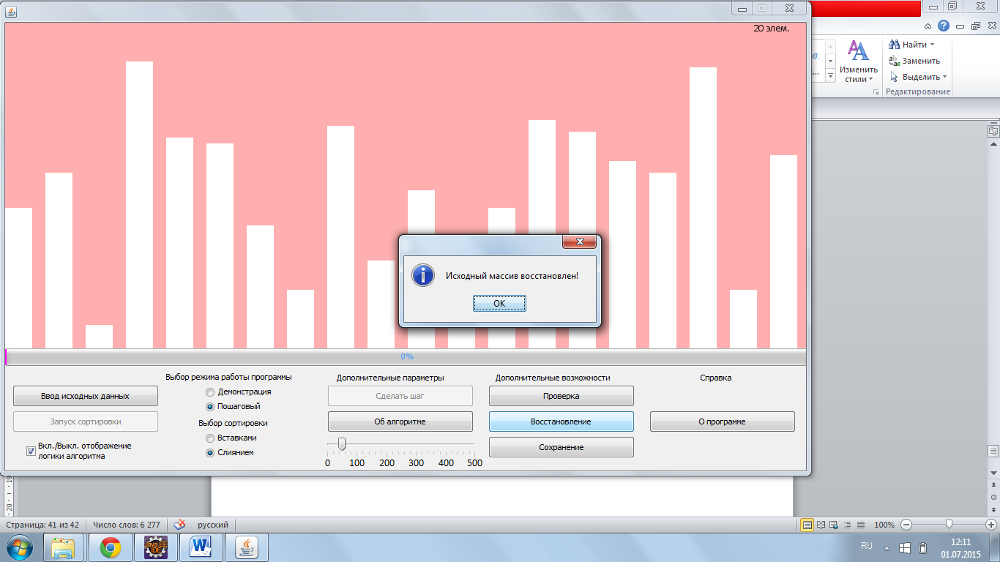 20 элем.
Найти
Заменить
Выделить
Изменить
стили
Редактирование
Исходный массив восстановлен!
OK
0%
Выбор режима работы программы
Дополнительные параметры
Дополнительные возможности
Справка
Ввод исходных данных
Демонстрация
Сделать шаг
Проверка
Пошаговый
Запуск сортировки
Выбор сортировки
Об алгоритме
Восстановление
О программе
Вставками
Вкл./Выкл. отображение
логики алгоритма
Слиянием
Сохранение
0 100 200 300 400 500
Страница: 41 из 42
Число слов: 6 277
русский
100%
Java EE
IDE
RU
12:11
01.07.2015